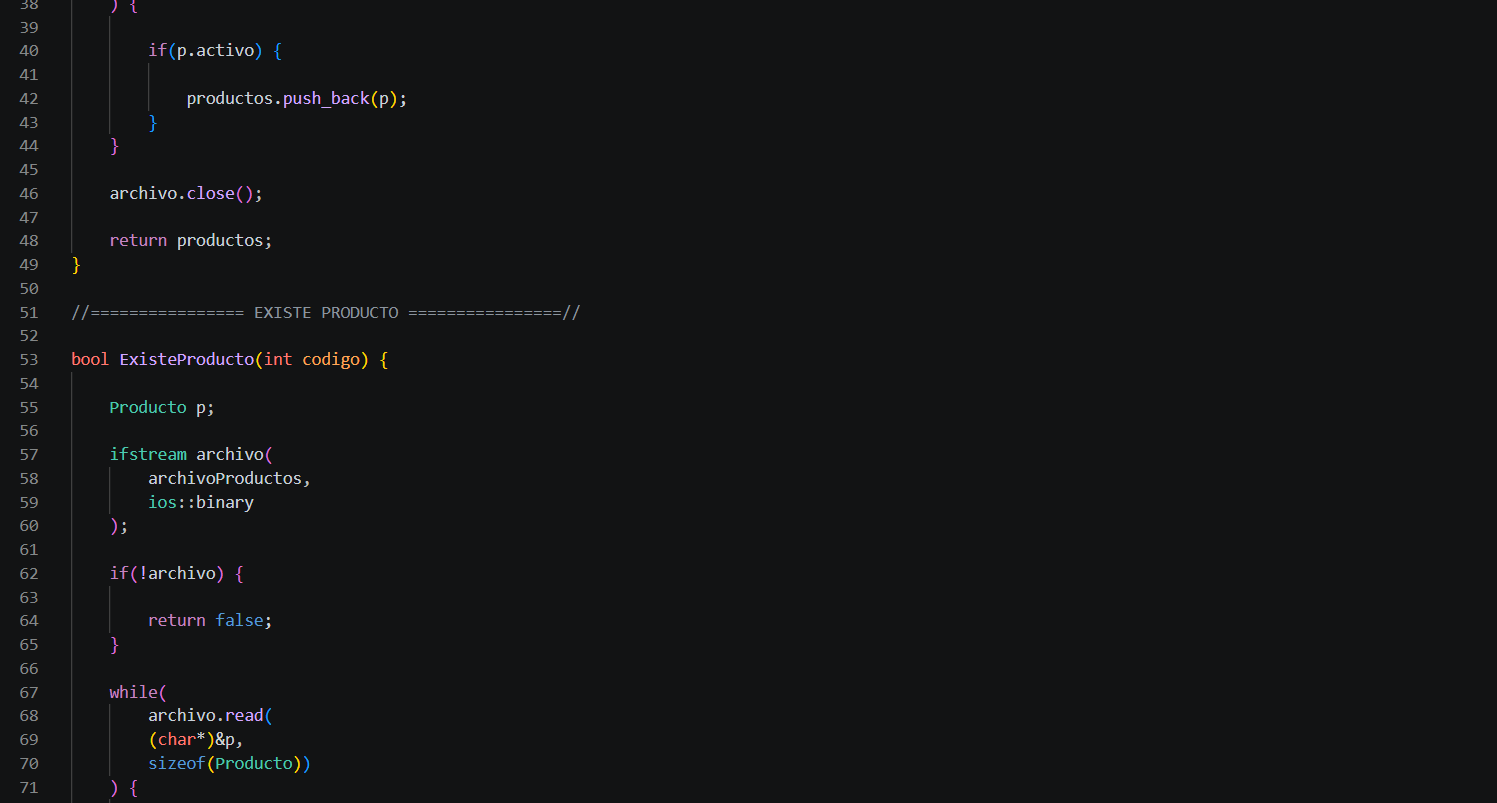 38 ) {
39
40 if(p.activo) {
41
42 productos.push_back(p);
43 }
44 }
45
46 archivo.close();
47
48 return productos;
49 }
50
51 //================ EXISTE PRODUCTO ================//
52
53 bool ExisteProducto(int codigo) {
54
55 Producto p;
56
57 ifstream archivo(
58 archivoProductos,
59 ios::binary
60 );
61
62 if(!archivo) {
63
64 return false;
65 }
66
67 while(
68 archivo.read(
69 (char*)&p,
70 sizeof(Producto))
71 ) {